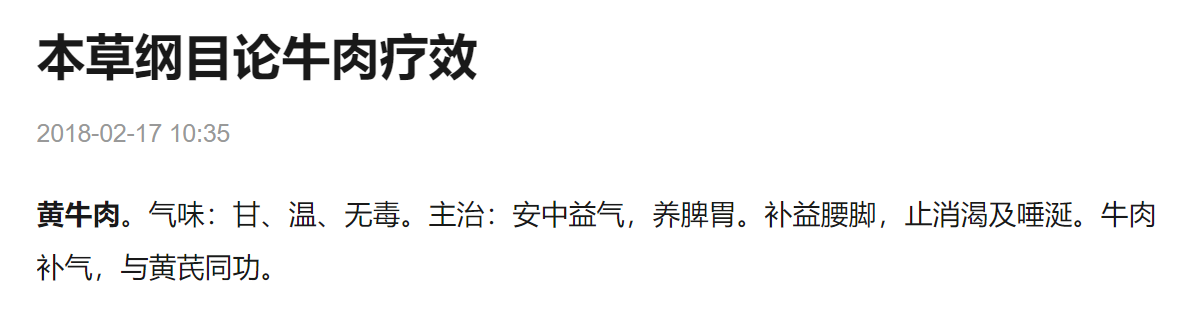 本草纲目论牛肉疗效
2018-02-17 10:35
黄牛肉。气味：甘、温、无毒。主治：安中益气，养脾胃。补益腰脚，止消渴及唾涎。牛肉
补气，与黄芪同功。